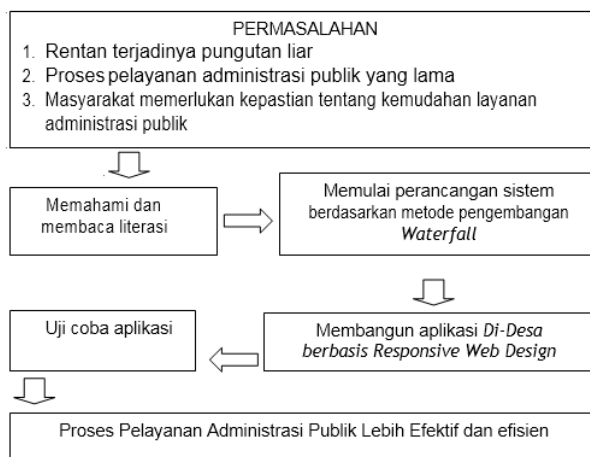 PERMASALAHAN
1. Rentan terjadinya pungutan liar
2. Proses pelayanan administrasi publik yang lama
3. Masyarakat memerlukan kepastian tentang kemudahan layanan
administrasi publik
Memahami dan
membaca literasi
Memulai perancangan sistem
berdasarkan metode pengembangan
Waterfall
Membangun aplikasi Di-Desa
berbasis Responsive Web Design
Uji coba aplikasi
Proses Pelayanan Administrasi Publik Lebih Efektif dan efisien